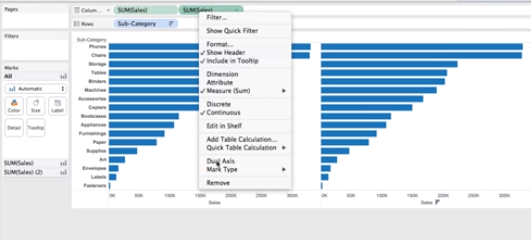 Pages
Colum...
SUM(Sales)
SUM(Sales)
Rows
Sub-Category
Filters
Marks
All
Automatic
Color
Size
Label
Detail
Tooltip
SUM(Sales)
SUM(Sales) (2)
Filter...
Show Quick Filter
Format...
✓ Show Header
✓ Include in Tooltip
Dimension
Attribute
✓ Measure (Sum)
Discrete
✓ Continuous
Edit in Shelf
Add Table Calculation...
Quick Table Calculation
Dual Axis
Mark Type
Remove
Sub-Category
Phones
Chairs
Storage
Tables
Binders
Machines
Accessories
Copiers
Bookcases
Appliances
Furnishings
Paper
Supplies
Art
Envelopes
Labels
Fasteners
0K 50K 100K 150K 200K 250K 300K
Sales
0K 50K 100K 150K 200K 250K 300K
Sales